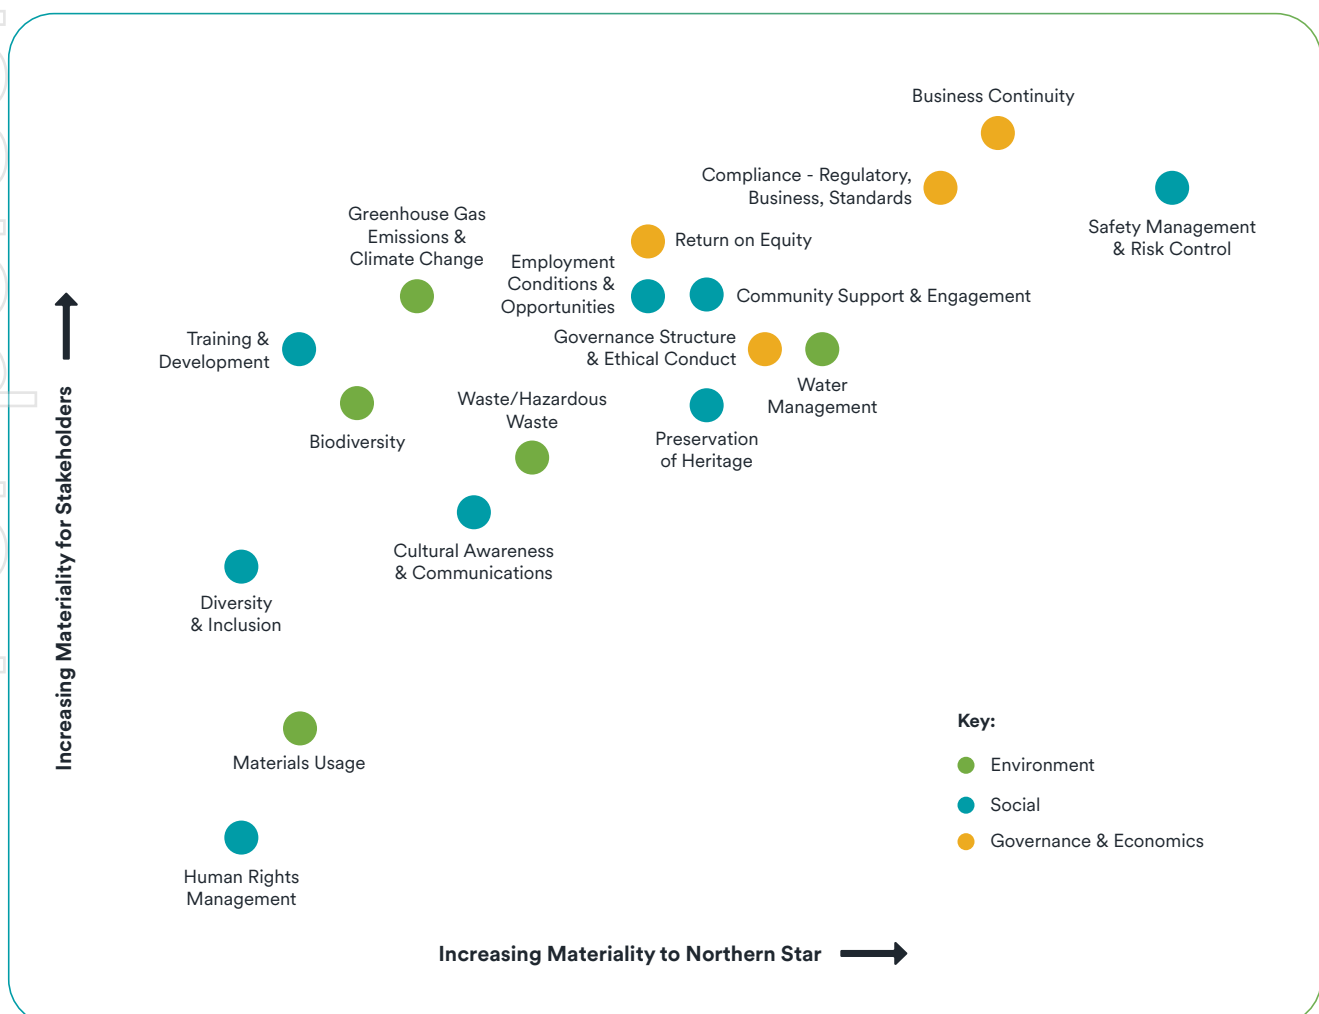 Business Continuity
Compliance - Regulatory,
Business, Standards
Safety Management
& Risk Control
Greenhouse Gas
Emissions &
Climate Change
Return on Equity
Employment
Conditions &
Opportunities
Community Support & Engagement
Training &
Development
Governance Structure
& Ethical Conduct
Water
Management
Biodiversity
Waste/Hazardous
Waste
Preservation
of Heritage
Cultural Awareness
& Communications
Diversity
& Inclusion
Materials Usage
Human Rights
Management
Increasing Materiality for Stakeholders
Key:
Environment
Social
Governance & Economics
Increasing Materiality to Northern Star